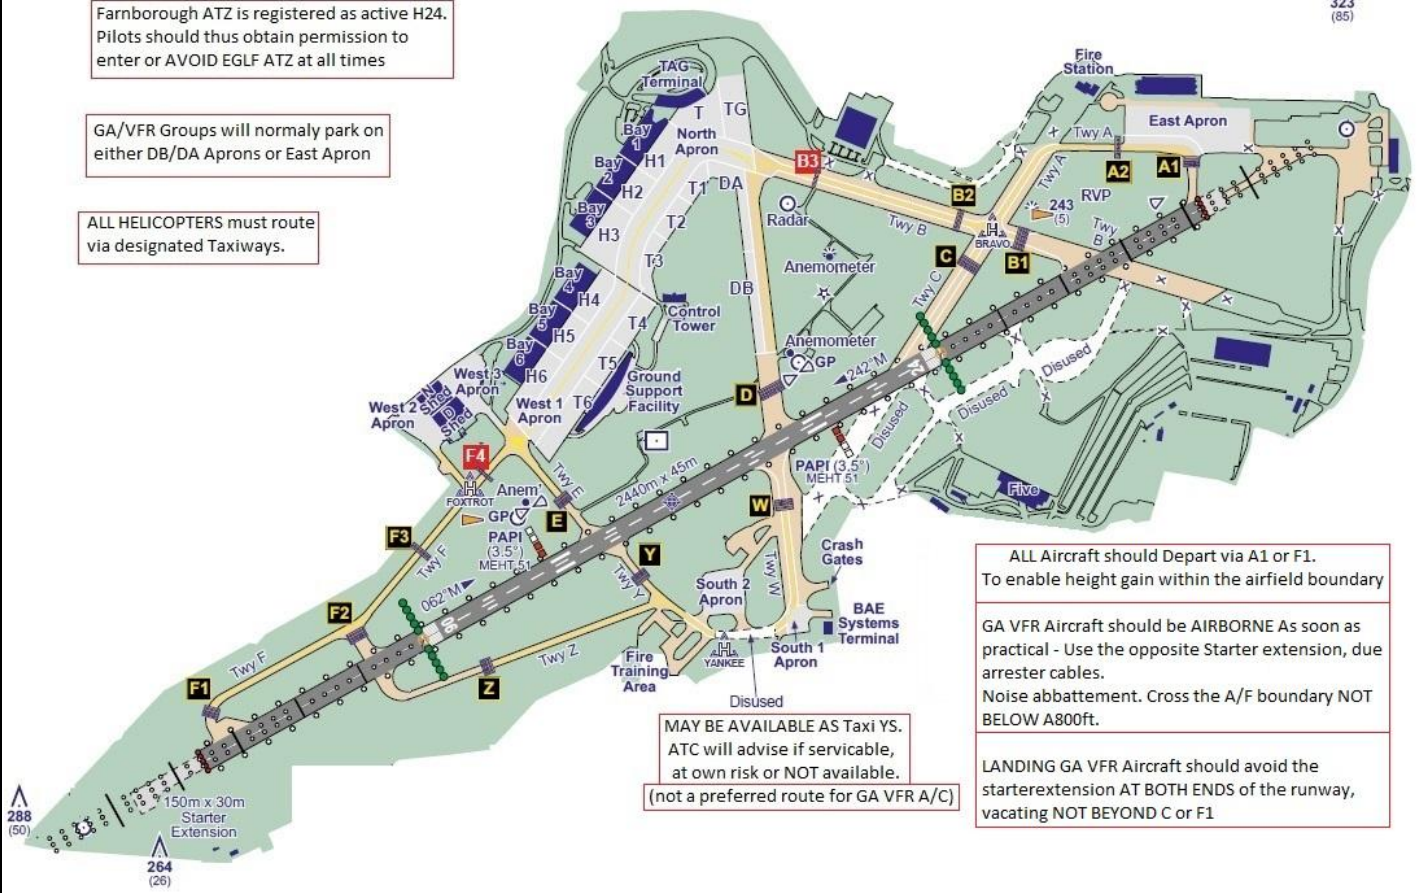 Farnborough ATZ is registered as active H24.
Pilots should thus obtain permission to
enter or AVOID EGLF ATZ at all times
GA/VFR Groups will normaly park on
either DB/DA Aprons or East Apron
ALL HELICOPTERS must route
via designated Taxiways.
323
(85)
Fire
Station
TAG
Terminal
T
TG
North
Apron
East Apron
Twy A
A2
A1
Bay
1
Bay
2
Bay
3
H1
H2
H3
T1
DA
T2
T3
B3
B2
Twy A
RVP
243
(5)
Radar
Twy B
H
BRAVO
Twy
B
C
B1
Anemometer
Twy C
DB
Bay
4
Bay
5
Bay
6
H4
H5
H6
T4
T5
T6
Control
Tower
Anemometer
GP
242°M
24
Disused
Disused
Disused
West 3
Apron
West 2
Apron
N
Shed
D
Shed
West 1
Apron
Ground
Support
Facility
D
F4
H
FOXTROT
Twy E
2440m x 45m
PAPI (3.5°)
MEHT 51
Five
Anem'
GP
E
PAPI
(3.5°)
MEHT 51
W
F3
Twy F
062°M
Y
Twy Y
Twy W
Crash
Gates
South 2
Apron
BAE
Systems
Terminal
F2
06
Twy F
Twy Z
Z
Fire
Training
Area
H
YANKEE
South 1
Apron
Disused
F1
150m x 30m
Starter
Extension
288
(50)
264
(26)
MAY BE AVAILABLE AS Taxi YS.
ATC will advise if servicable,
at own risk or NOT available.
(not a preferred route for GA VFR A/C)
ALL Aircraft should Depart via A1 or F1.
To enable height gain within the airfield boundary
GA VFR Aircraft should be AIRBORNE As soon as
practical - Use the opposite Starter extension, due
arrester cables.
Noise abbattement. Cross the A/F boundary NOT
BELOW A800ft.
LANDING GA VFR Aircraft should avoid the
starterextension AT BOTH ENDS of the runway,
vacating NOT BEYOND C or F1